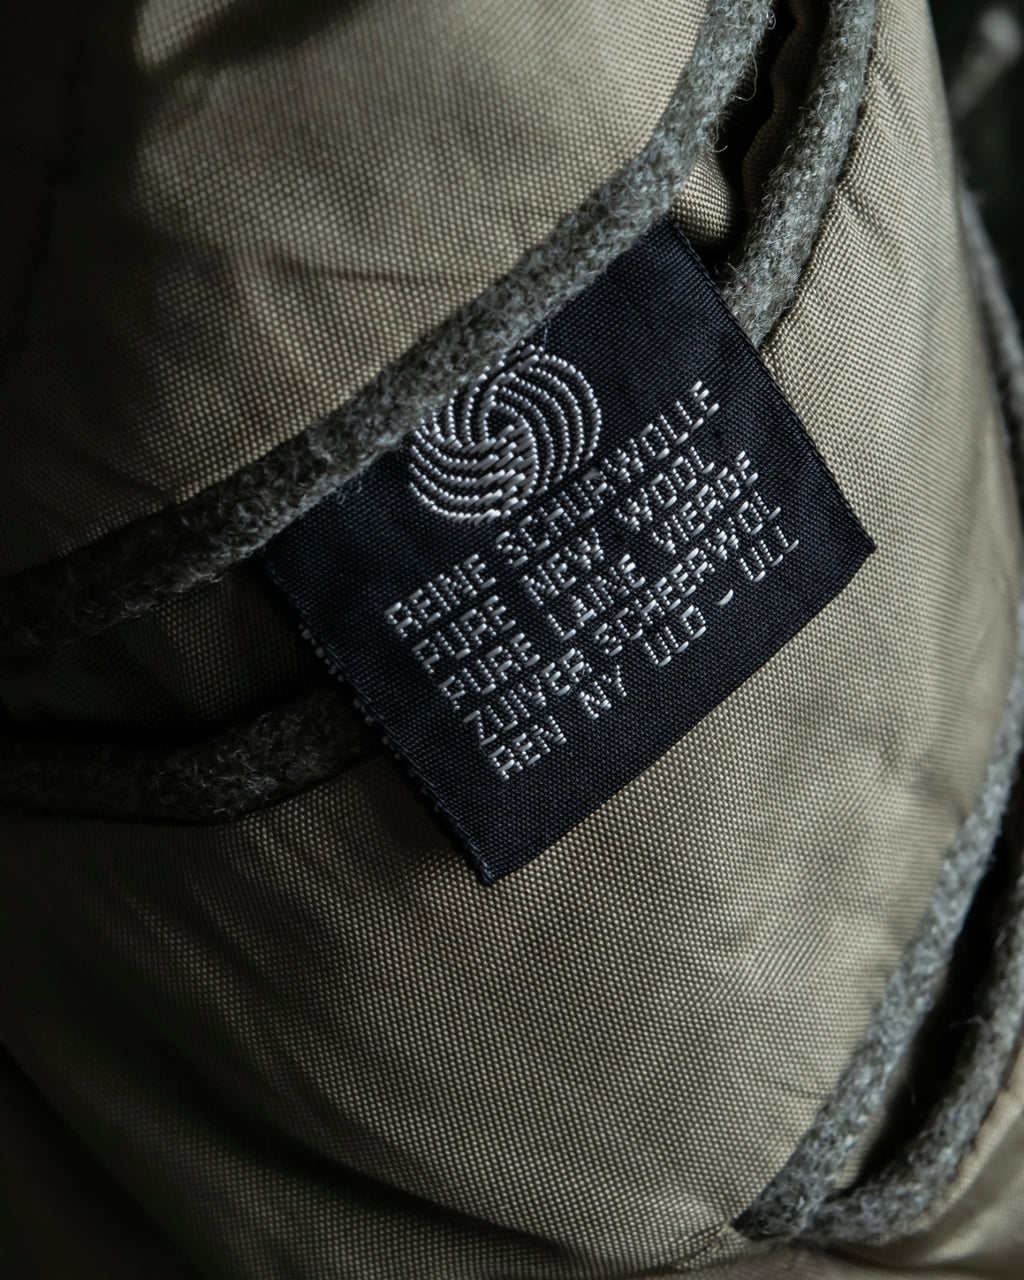 REINE SCHURWOLLE
PURE NEW WOOL
PURE LAINE VIERGE
ZUIVER SCHEERWOL
REN NY ULD - ULL